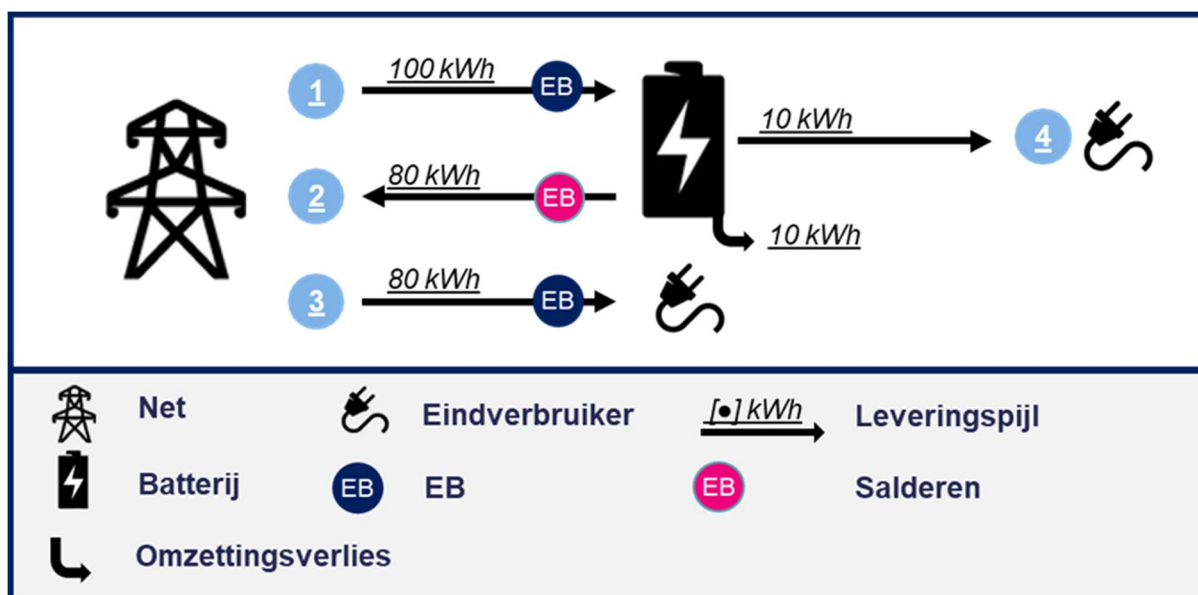 1
100 kWh
EB
10 kWh
4
2
80 kWh
EB
10 kWh
3
80 kWh
EB
Net
Eindverbruiker
[●] kWh
Leveringspijl
Batterij
EB
EB
EB
Salderen
Omzettingsverlies